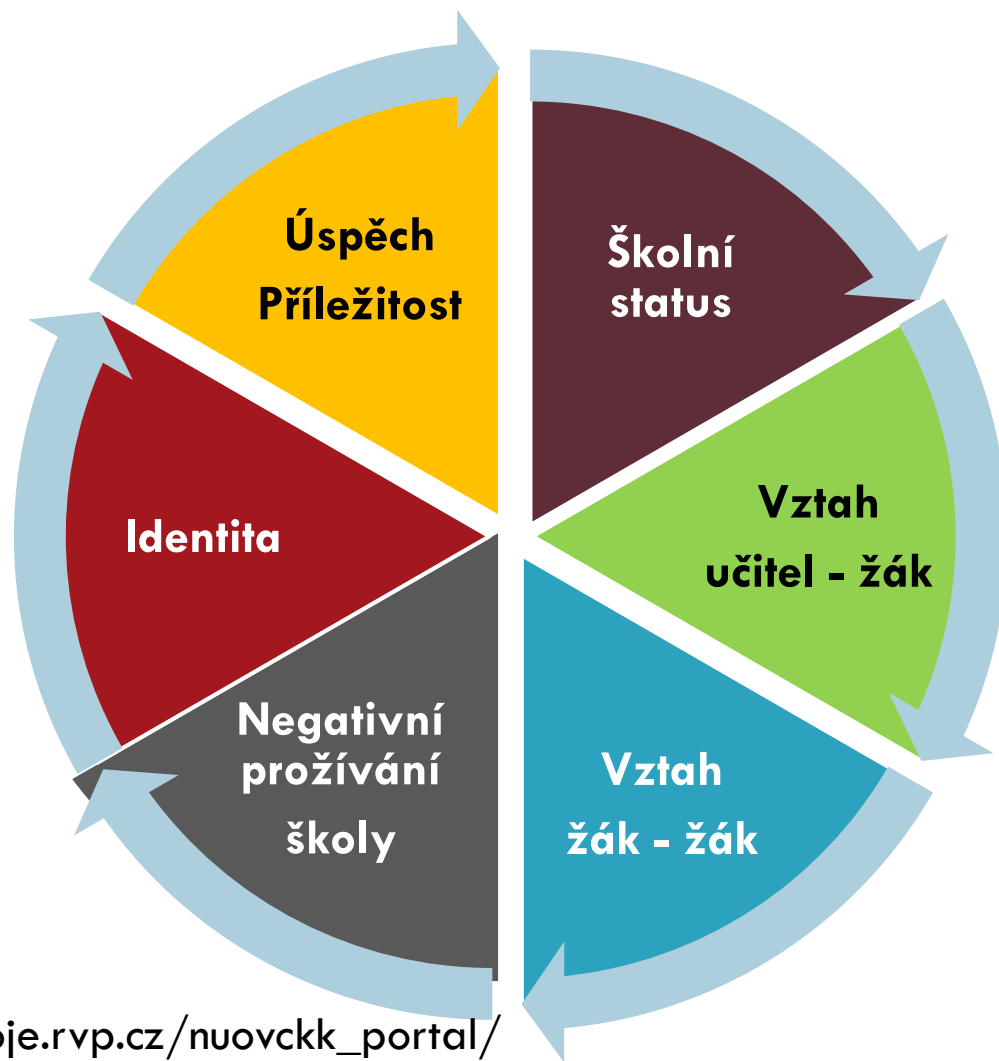 Úspěch
Příležitost
Školní
status
Vztah
učitel - žák
Vztah
žák - žák
Negativní
prožívání
školy
Identita
je.rvp.cz/nuovckk_portal/